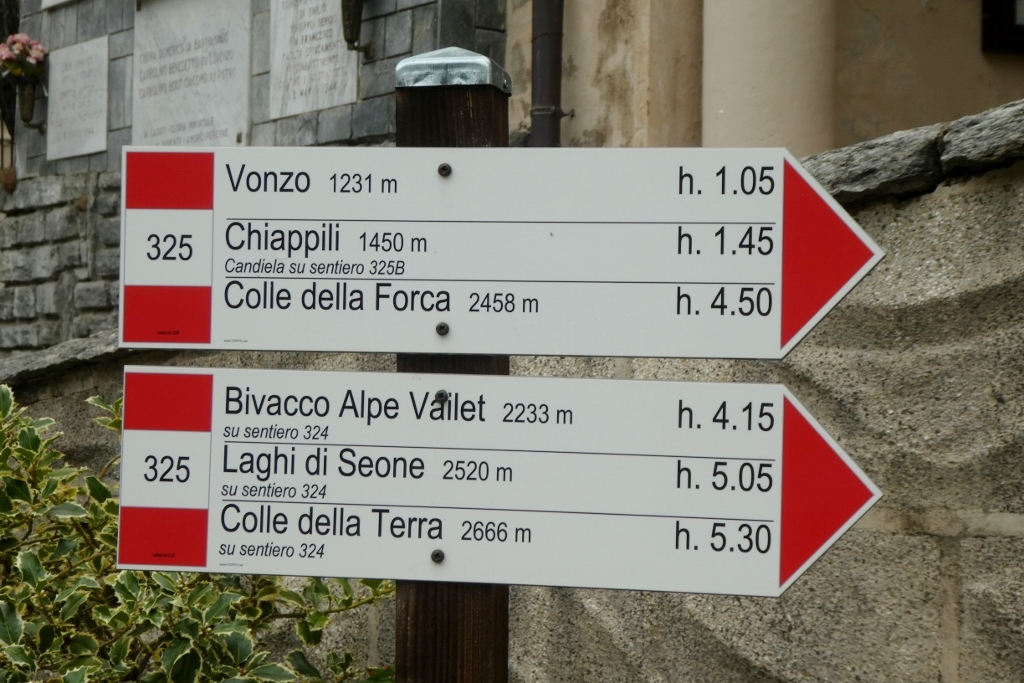 325
Vonzo 1231 m h. 1.05
Chiappili 1450 m h. 1.45
Candiela su sentiero 325B
Colle della Forca 2458 m h. 4.50
325
Bivacco Alpe Vailet 2233 m h. 4.15
su sentiero 324
Laghi di Seone 2520 m h. 5.05
su sentiero 324
Colle della Terra 2666 m h. 5.30
su sentiero 324